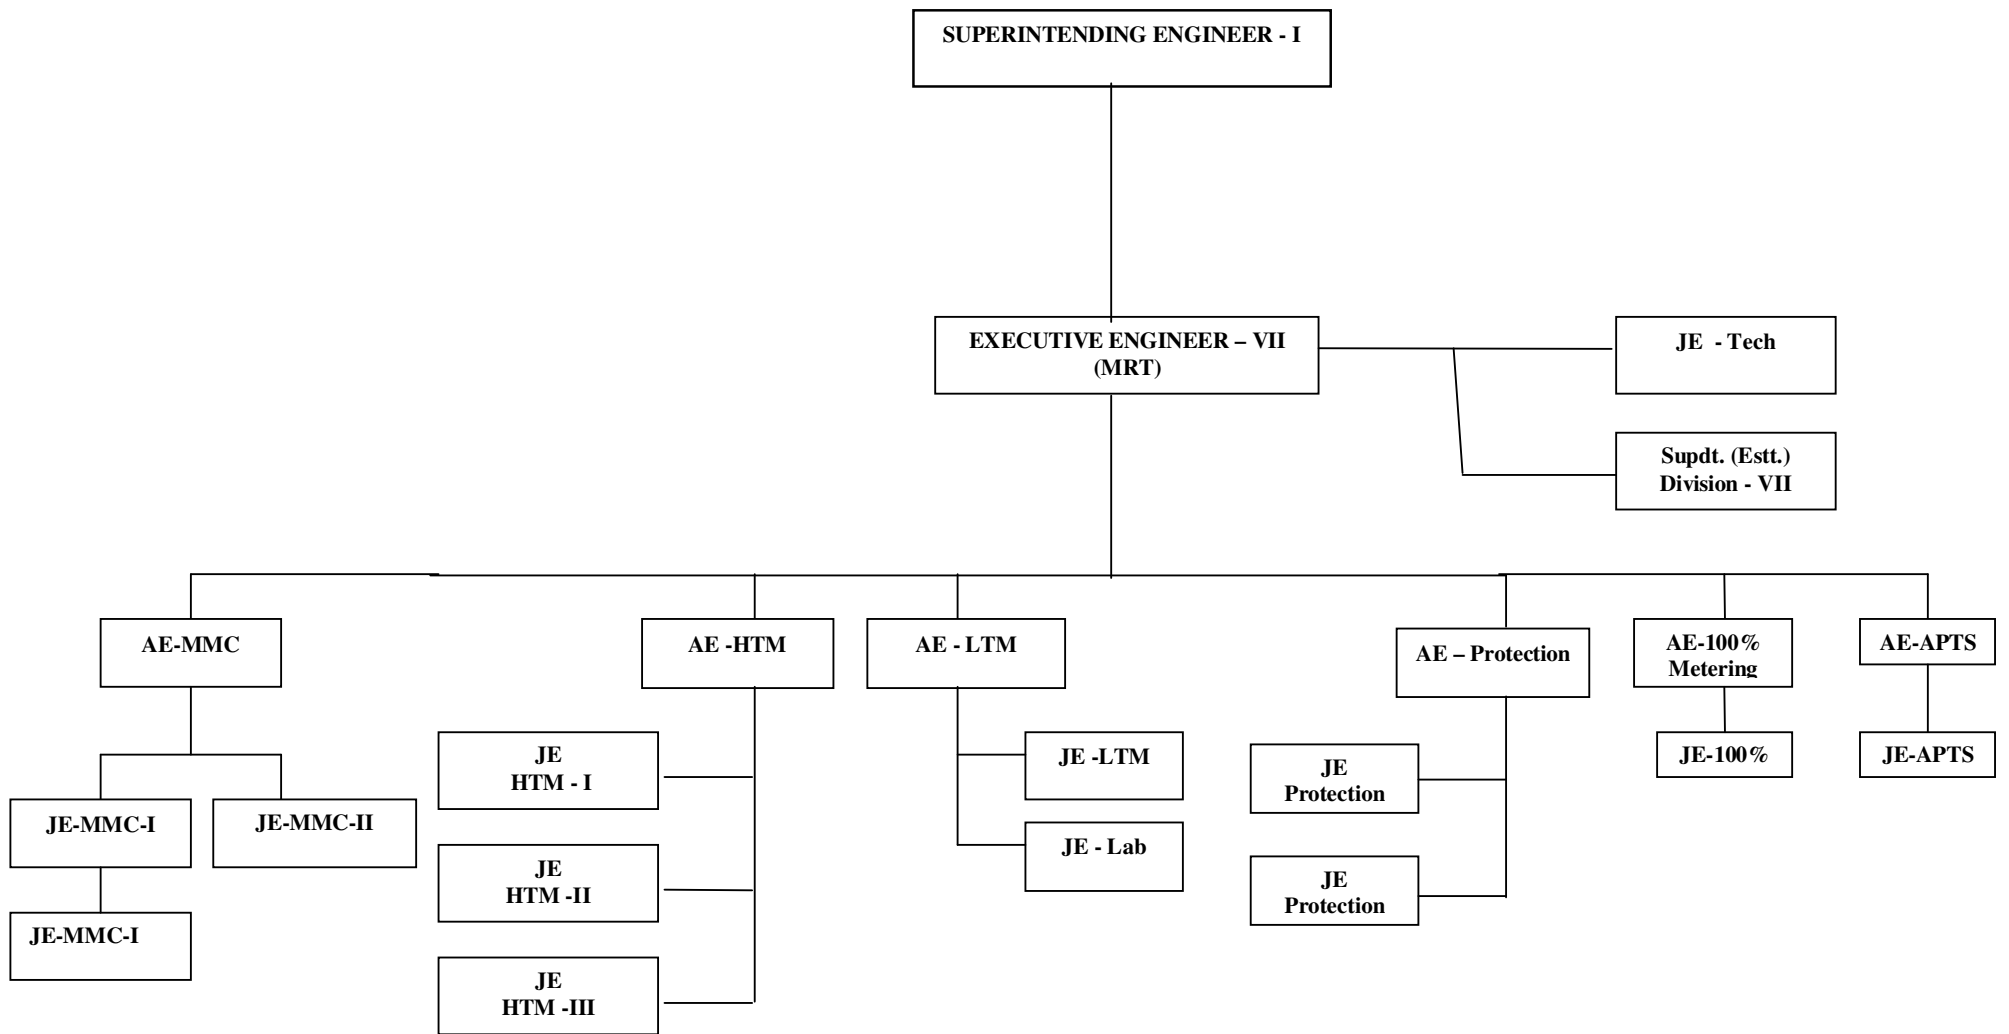 SUPERINTENDING ENGINEER - I
EXECUTIVE ENGINEER – VII
(MRT)
JE - Tech
Supdt. (Estt.)
Division - VII
AE-MMC
AE -HTM
AE - LTM
AE – Protection
AE-100%
Metering
AE-APTS
JE
HTM - I
JE -LTM
JE
Protection
JE-100%
JE-APTS
JE-MMC-I
JE-MMC-II
JE
HTM -II
JE - Lab
JE
Protection
JE-MMC-I
JE
HTM -III